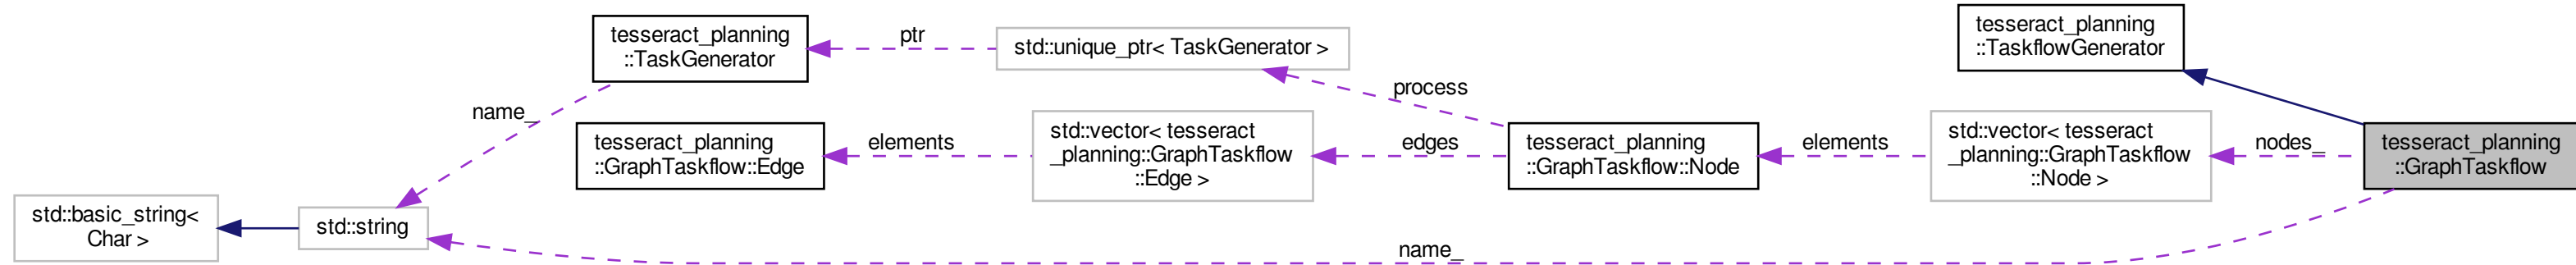 tesseract_planning
::TaskGenerator
ptr
std::unique_ptr< TaskGenerator >
tesseract_planning
::TaskflowGenerator
process
name_
tesseract_planning
::GraphTaskflow::Edge
elements
std::vector< tesseract
_planning::GraphTaskflow
::Edge >
edges
tesseract_planning
::GraphTaskflow::Node
elements
std::vector< tesseract
_planning::GraphTaskflow
::Node >
nodes_
tesseract_planning
::GraphTaskflow
std::basic_string<
Char >
std::string
name_